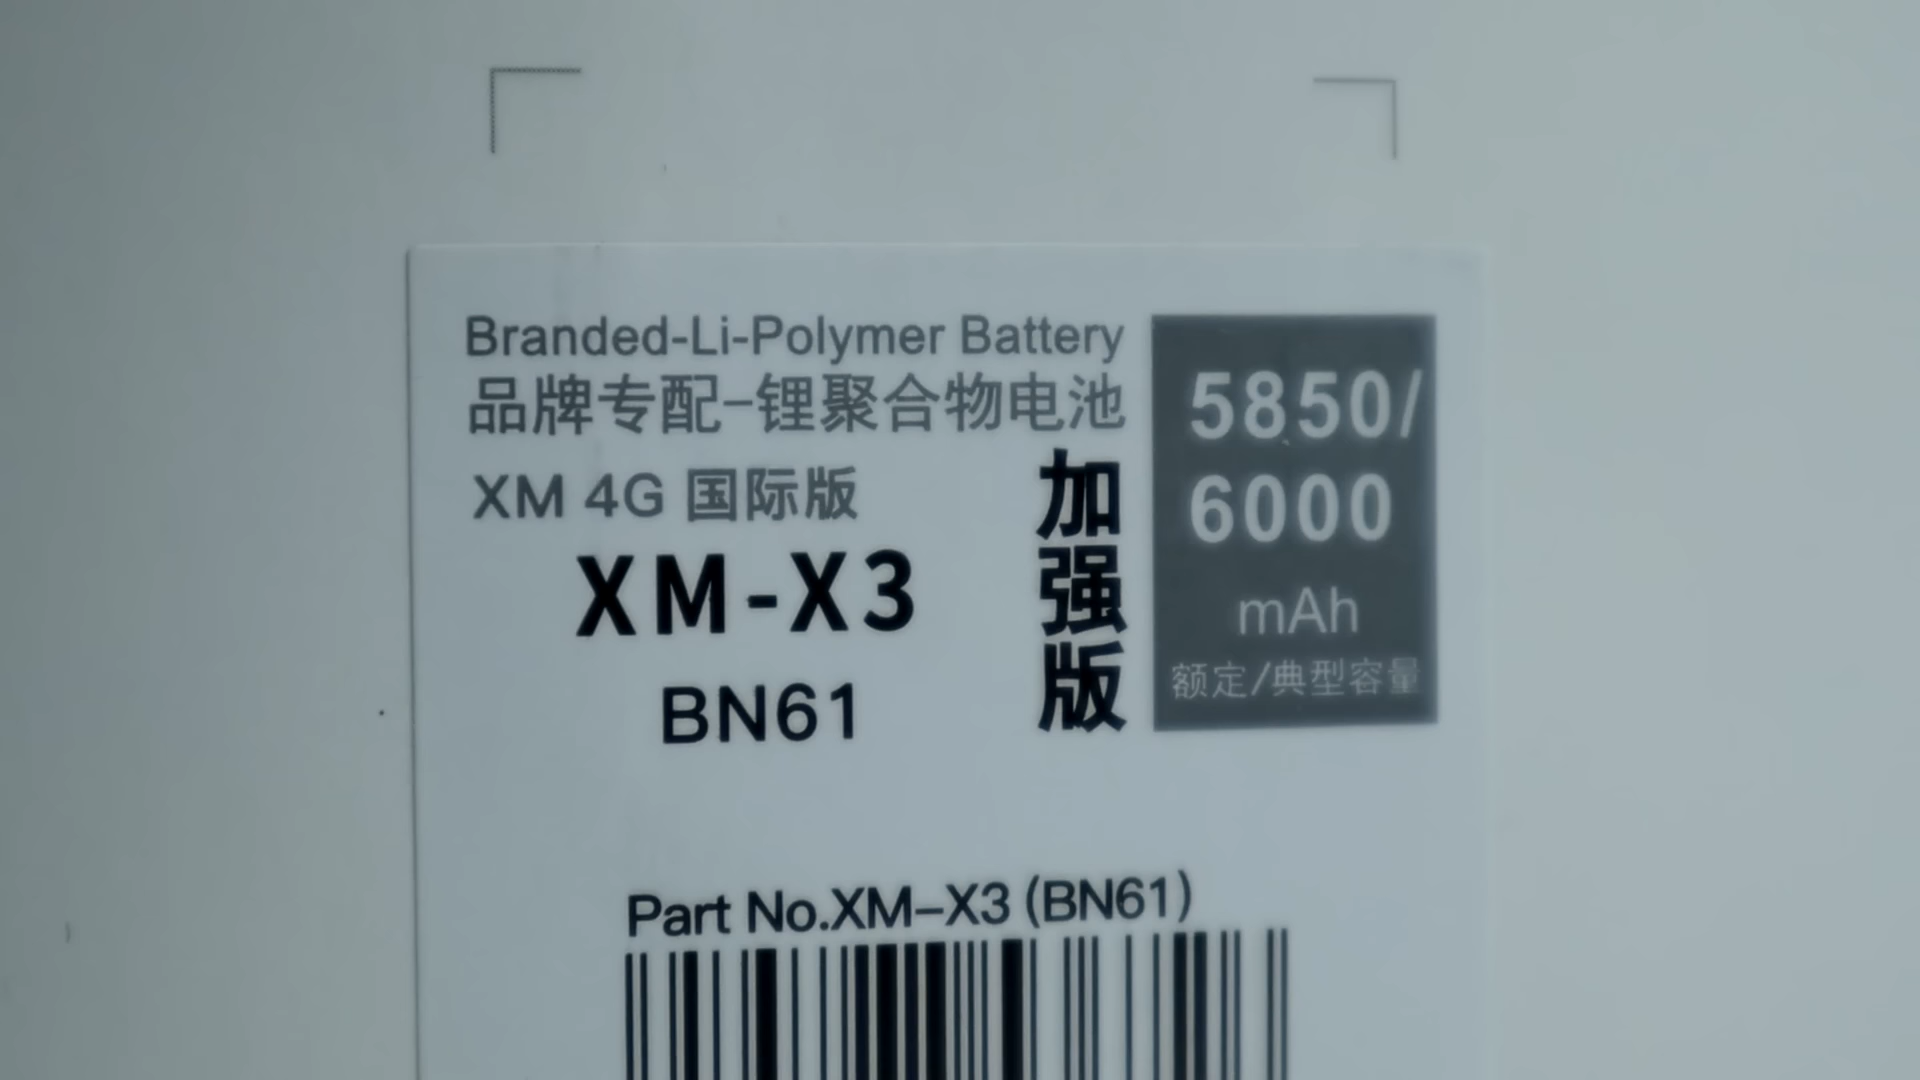 Branded-Li-Polymer Battery
品牌专配-锂聚合物电池
XM 4G 国际版
XM-X3
BN61
加强版
5850/
6000
mAh
额定/典型容量
Part No.XM-X3 (BN61)